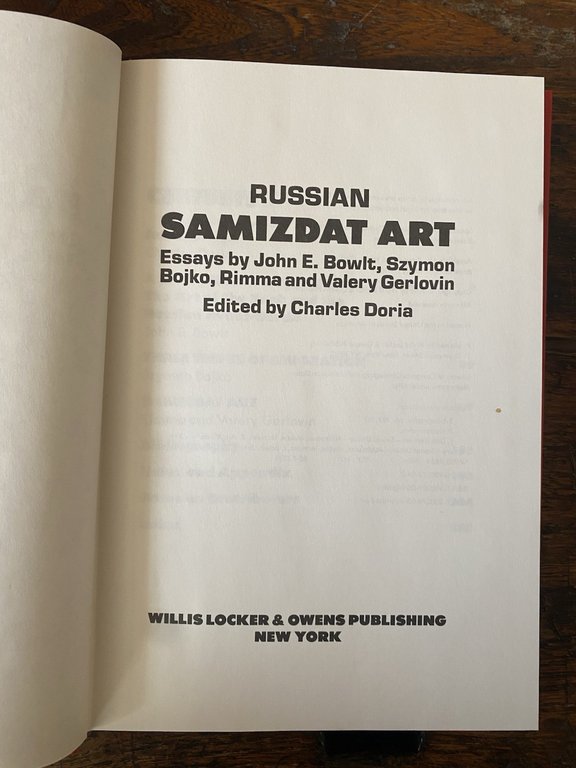 RUSSIAN
SAMIZDAT ART
Essays by John E. Bowlt, Szymon
Bojko, Rimma and Valery Gerlovin
Edited by Charles Doria
WILLIS LOCKER & OWENS PUBLISHING
NEW YORK